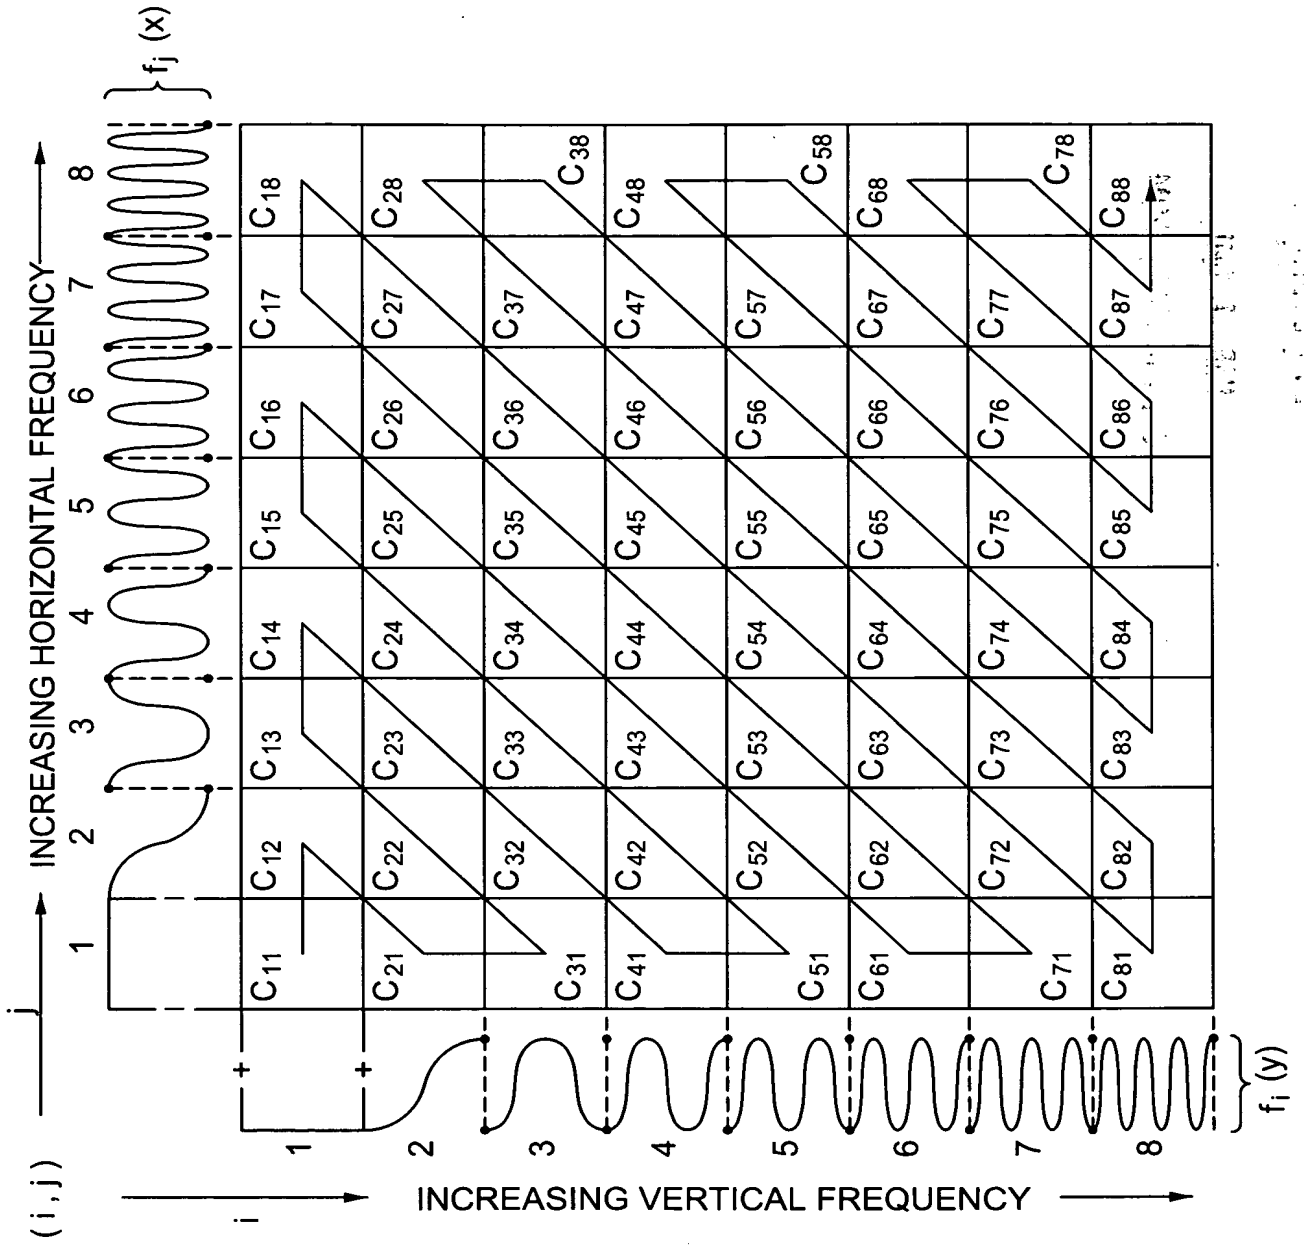 (i, j)
j
INCREASING HORIZONTAL FREQUENCY
1 2 3 4 5 6 7 8
fj (x)
i
INCREASING VERTICAL FREQUENCY
1 C11 C12 C13 C14 C15 C16 C17 C18
2 C21 C22 C23 C24 C25 C26 C27 C28
3 C31 C32 C33 C34 C35 C36 C37 C38
4 C41 C42 C43 C44 C45 C46 C47 C48
5 C51 C52 C53 C54 C55 C56 C57 C58
6 C61 C62 C63 C64 C65 C66 C67 C68
7 C71 C72 C73 C74 C75 C76 C77 C78
8 C81 C82 C83 C84 C85 C86 C87 C88
fi (y)